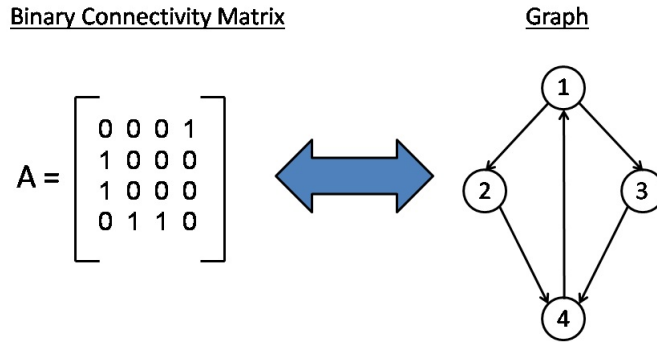 Binary Connectivity Matrix
Graph
A =
0 0 0 1
1 0 0 0
1 0 0 0
0 1 1 0
1
2
3
4